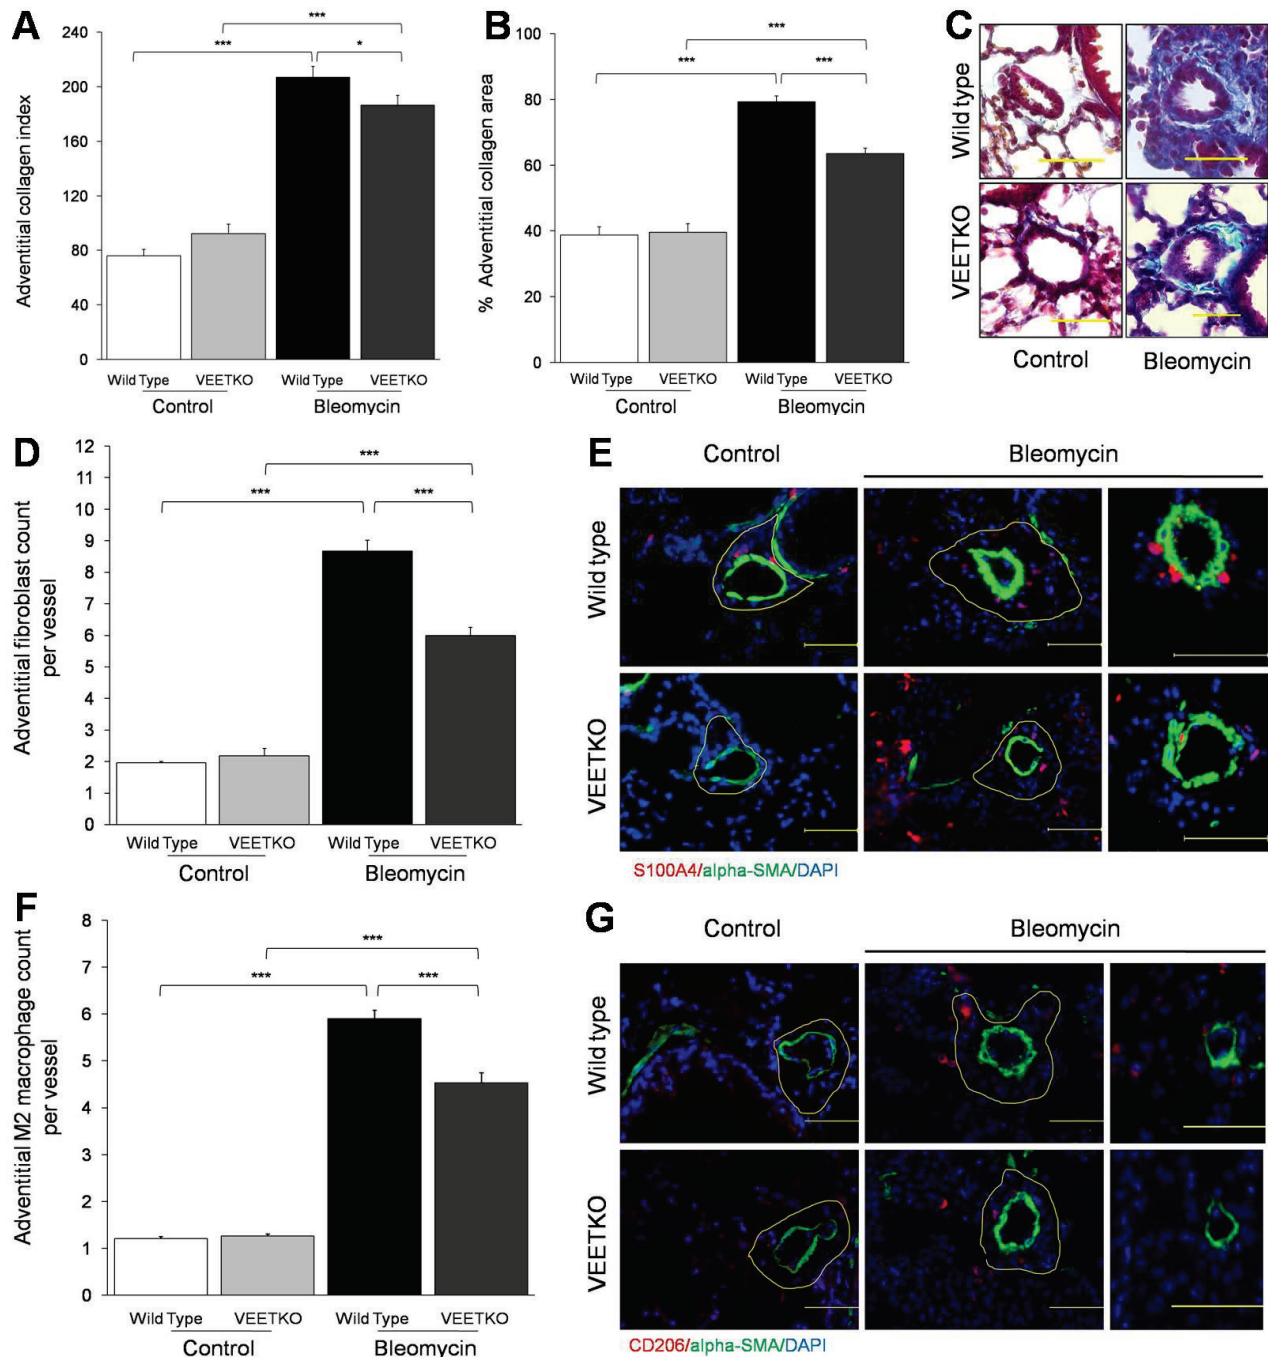 A
Adventitial collagen index
240
200
160
120
80
40
0
***
***
*
Wild Type VEETKO Wild Type VEETKO
Control Bleomycin
B
% Adventitial collagen area
100
80
60
40
20
0
***
***
***
Wild Type VEETKO Wild Type VEETKO
Control Bleomycin
C
Wild type
VEETKO
Control Bleomycin
D
Adventitial fibroblast count
per vessel
12
11
10
9
8
7
6
5
4
3
2
1
0
***
***
***
Wild Type VEETKO Wild Type VEETKO
Control Bleomycin
E
Control Bleomycin
Wild type
VEETKO
S100A4/alpha-SMA/DAPI
F
Adventitial M2 macrophage count
per vessel
8
7
6
5
4
3
2
1
0
***
***
***
Wild Type VEETKO Wild Type VEETKO
Control Bleomycin
G
Control Bleomycin
Wild type
VEETKO
CD206/alpha-SMA/DAPI